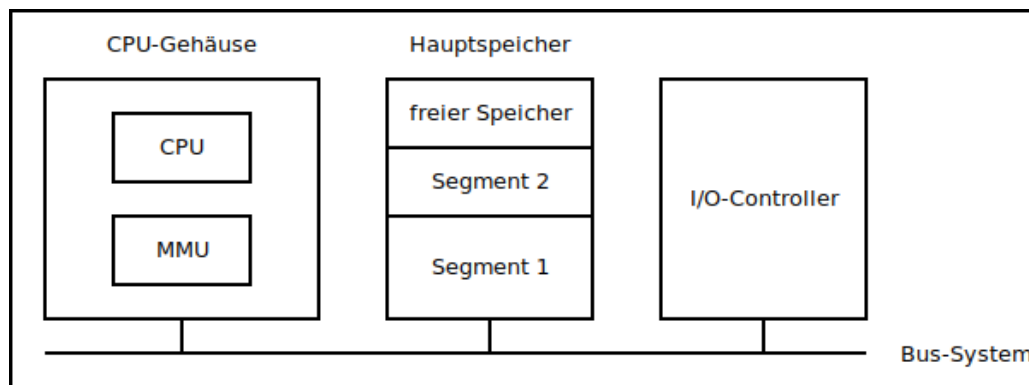 CPU-Gehäuse
Hauptspeicher
CPU
MMU
freier Speicher
Segment 2
Segment 1
I/O-Controller
Bus-System